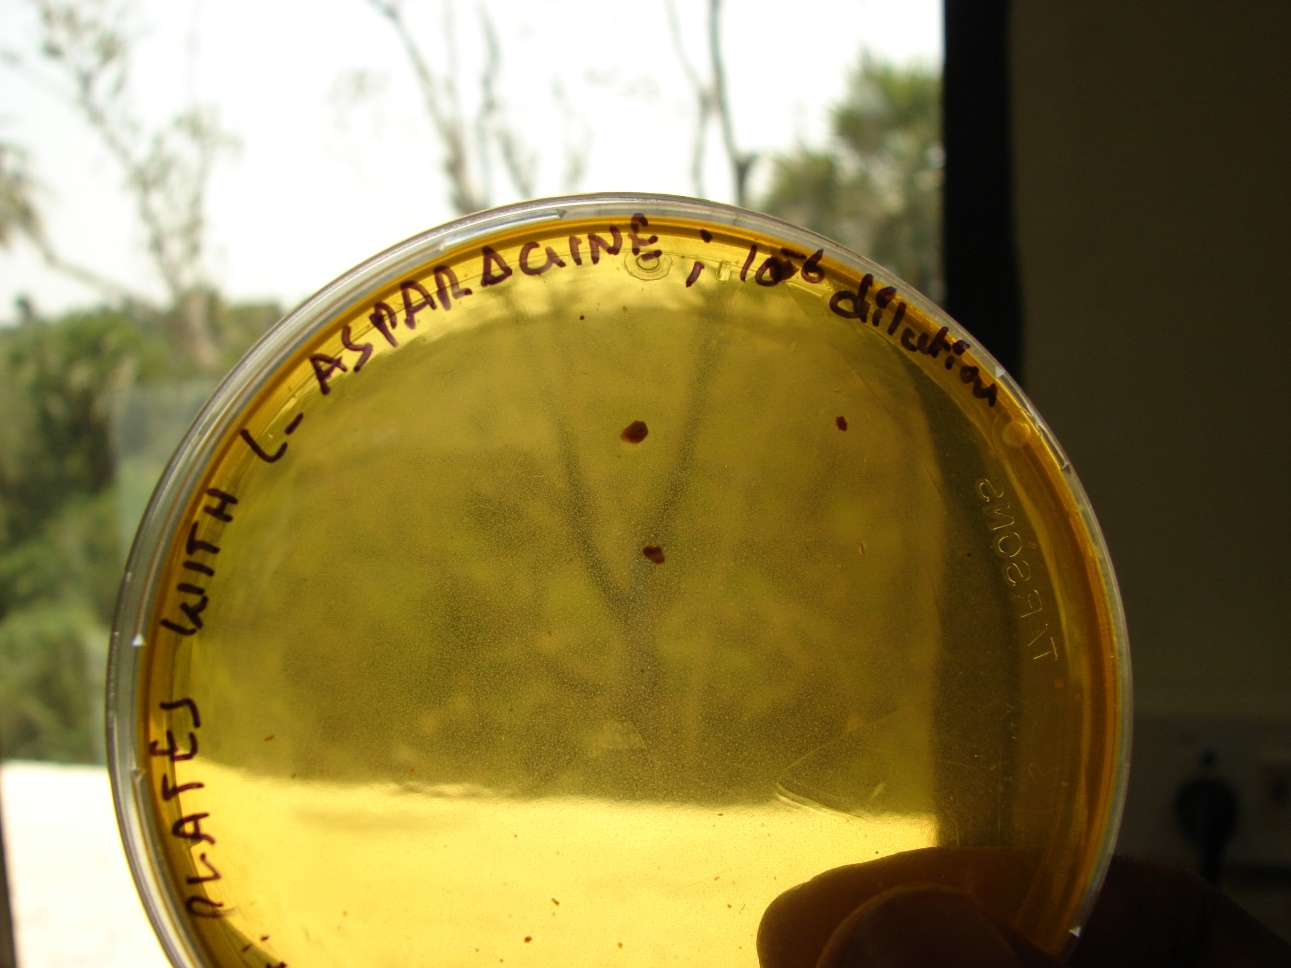 PLATES WITH L-ASPARAGINE ; 10-6 dilution
TARSONS